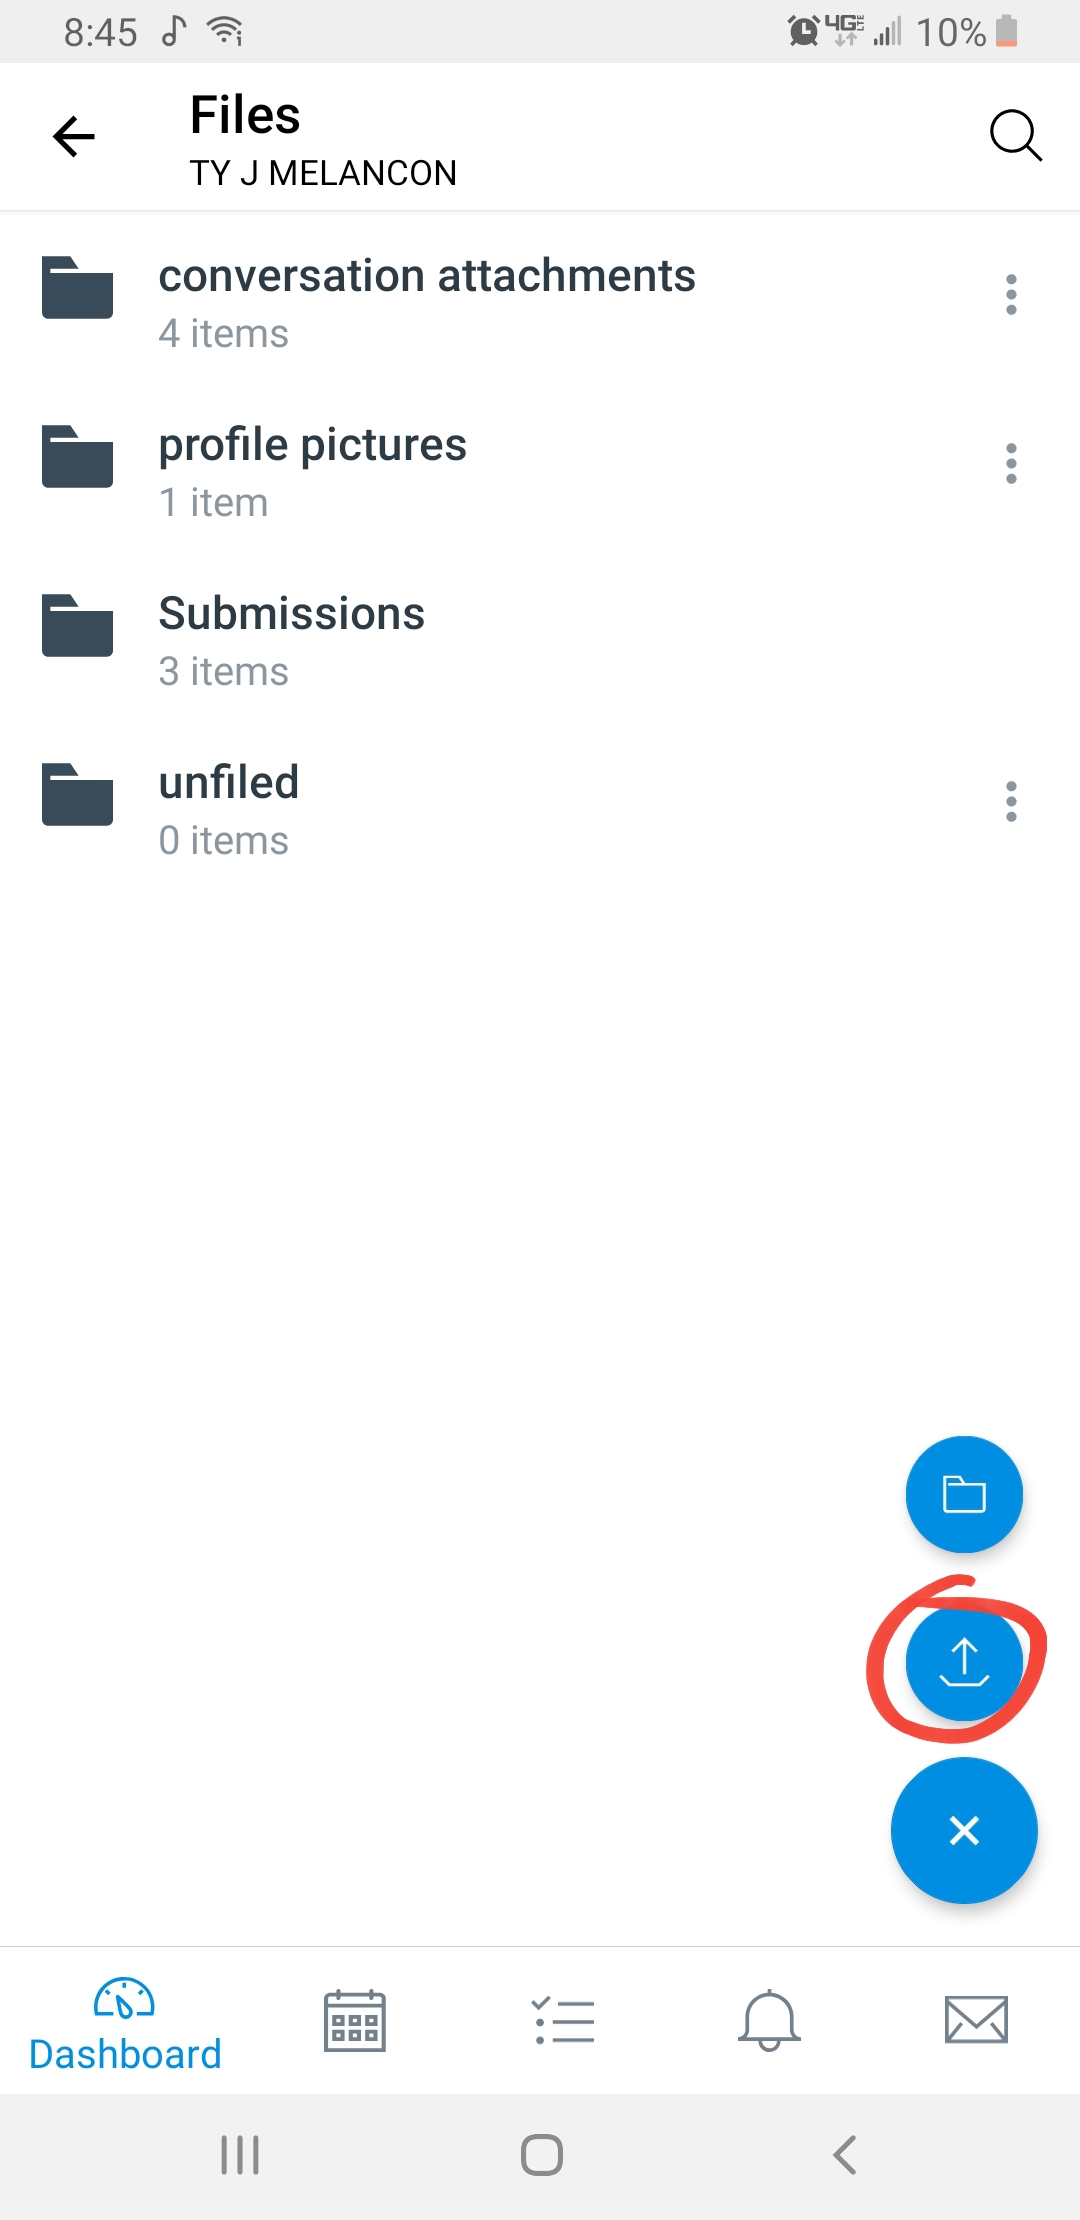 8:45
4G LTE
10%
Files
TY J MELANCON
conversation attachments
4 items
profile pictures
1 item
Submissions
3 items
unfiled
0 items
Dashboard